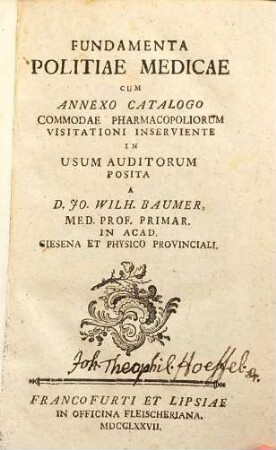 FUNDAMENTA
POLITIAE MEDICAE
CUM
ANNEXO CATALOGO
COMMODAE PHARMACOPOLIORUM
VISITATIONI INSERVIENTE
IN
USUM AUDITORUM
POSITA
A
D. JO. WILH. BAUMER,
MED. PROF. PRIMAR.
IN ACAD.
GIESENA ET PHYSICO PROVINCIALI.
Joh. Theophil. Hoeffel.
FRANCOFURTI ET LIPSIAE
IN OFFICINA FLEISCHERIANA.
MDCCLXXVII.